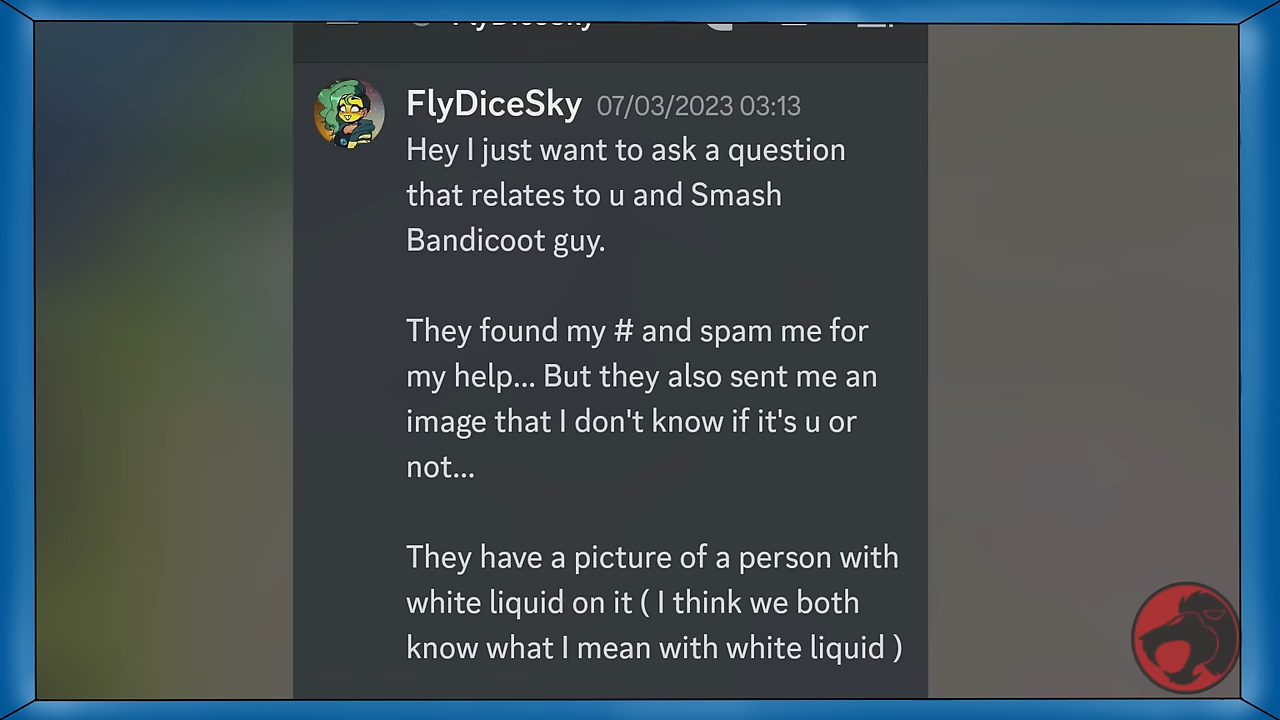 FlyDiceSky
FlyDiceSky 07/03/2023 03:13
Hey I just want to ask a question
that relates to u and Smash
Bandicoot guy.
They found my # and spam me for
my help... But they also sent me an
image that I don't know if it's u or
not...
They have a picture of a person with
white liquid on it ( I think we both
know what I mean with white liquid )